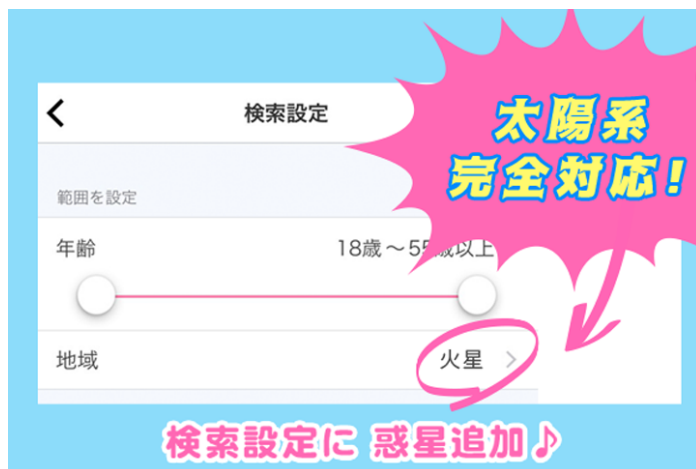 検索設定
太陽系
完全対応!
範囲を設定
年齢
18歳～55歳以上
地域
火星
検索設定に 惑星追加♪